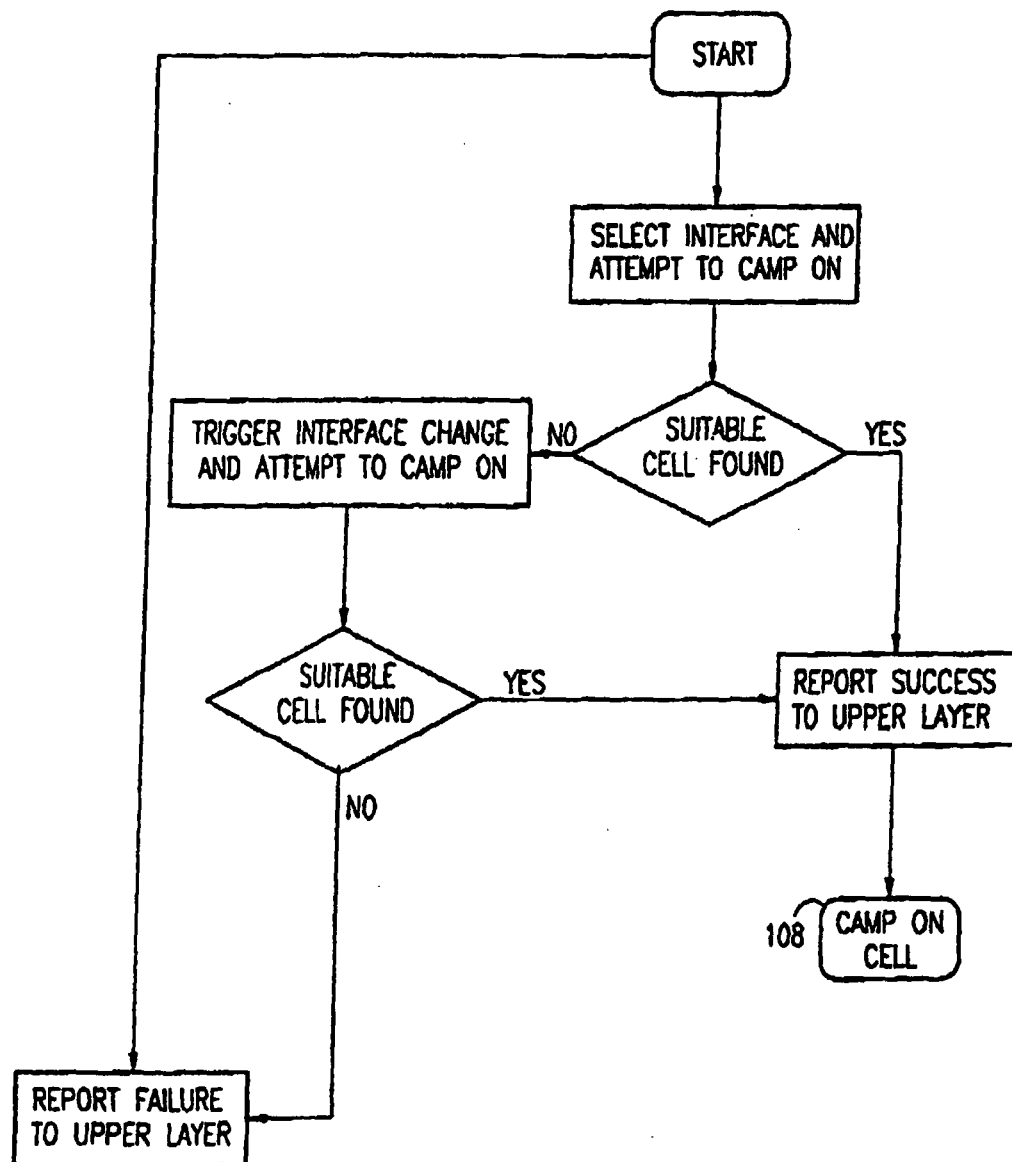 START
SELECT INTERFACE AND
ATTEMPT TO CAMP ON
TRIGGER INTERFACE CHANGE
AND ATTEMPT TO CAMP ON
NO
SUITABLE
CELL FOUND
YES
SUITABLE
CELL FOUND
YES
REPORT SUCCESS
TO UPPER LAYER
NO
108
CAMP ON
CELL
REPORT FAILURE
TO UPPER LAYER